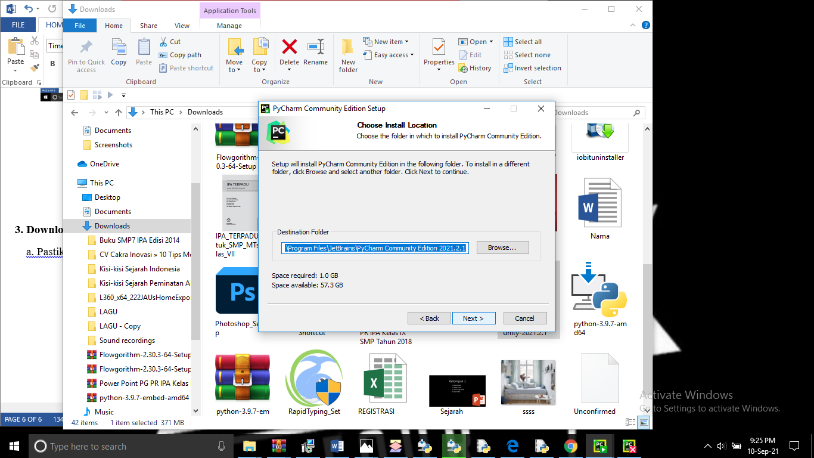 Downloads
Application Tools
FILE
HOM
File
Home
Share
View
Manage
Paste
Clipboard
Time
B
Pin to Quick access
Copy
Paste
Cut
Copy path
Paste shortcut
Clipboard
Move to
Copy to
Delete
Rename
Organize
New folder
New item
Easy access
New
Properties
Open
Edit
History
Open
Select all
Select none
Invert selection
Select
This PC > Downloads
Downloads
Documents
Screenshots
OneDrive
This PC
Desktop
Documents
Downloads
Buku SMP7 IPA Edisi 2014
CV Cakra Inovasi » 10 Tips Me
Kisi-kisi Sejarah Indonesia
Kisi-kisi Sejarah Peminatan A
L360_x64_222JAUsHomeExpo
LAGU
LAGU - Copy
Sound recordings
Flowgorithm-2.30.3-64-Setup
Flowgorithm-2.30.3-64-Setup
Power Point PG PR IPA Kelas
python-3.9.7-embed-amd64
Music
42 items
1 item selected 371 MB
3. Downlo
a. Pastik
PAGE 6 OF 6
Flowgorithm
0.3-64-Setup
IPA_TERPADU
tuk_SMP_MTs
las_VII
Photoshop_S
p
PR IPA Kelas IX
SMP Tahun 2018
unity-2021.2.1
iobituninstaller
Nama
python-3.9.7-am
d64
python-3.9.7-em
RapidTyping_Set
REGISTRASI
Sejarah
ssss
Unconfirmed
PyCharm Community Edition Setup
Choose Install Location
Choose the folder in which to install PyCharm Community Edition.
Setup will install PyCharm Community Edition in the following folder. To install in a different
folder, click Browse and select another folder. Click Next to continue.
Destination Folder
\Program Files\JetBrains\PyCharm Community Edition 2021.2.1
Browse...
Space required: 1.0 GB
Space available: 57.3 GB
< Back
Next >
Cancel
Activate Windows
Go to Settings to activate Windows.
Type here to search
9:25 PM
10-Sep-21